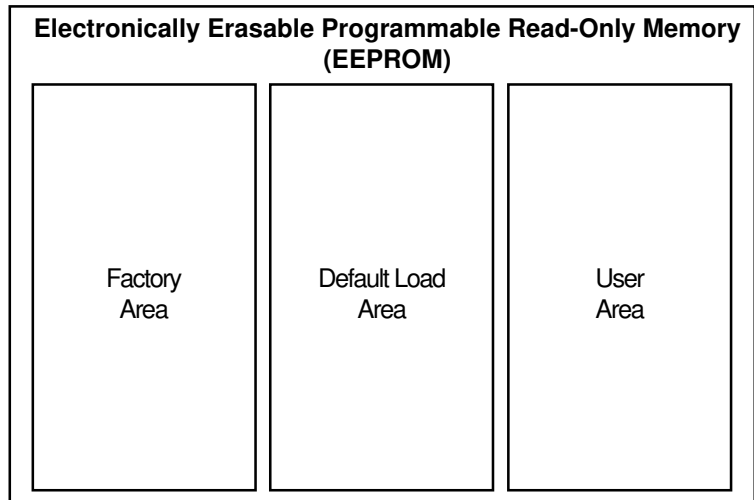 Electronically Erasable Programmable Read-Only Memory
(EEPROM)
Factory
Area
Default Load
Area
User
Area